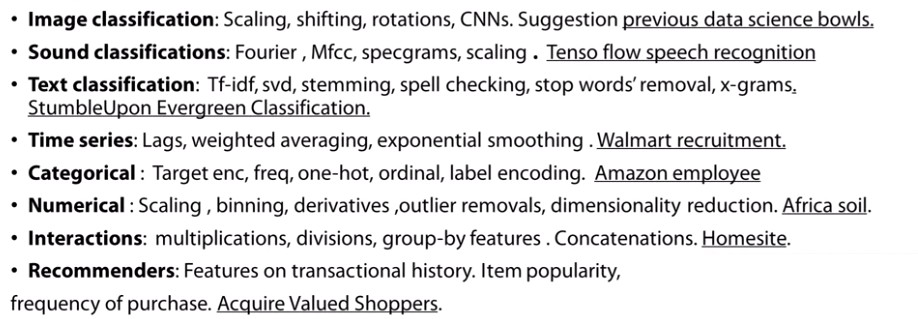 • Image classification: Scaling, shifting, rotations, CNNs. Suggestion previous data science bowls.
• Sound classifications: Fourier , Mfcc, specgrams, scaling . Tenso flow speech recognition
• Text classification: Tf-idf, svd, stemming, spell checking, stop words’ removal, x-grams.
StumbleUpon Evergreen Classification.
• Time series: Lags, weighted averaging, exponential smoothing . Walmart recruitment.
• Categorical : Target enc, freq, one-hot, ordinal, label encoding. Amazon employee
• Numerical : Scaling , binning, derivatives ,outlier removals, dimensionality reduction. Africa soil.
• Interactions: multiplications, divisions, group-by features . Concatenations. Homesite.
• Recommenders: Features on transactional history. Item popularity,
frequency of purchase. Acquire Valued Shoppers.